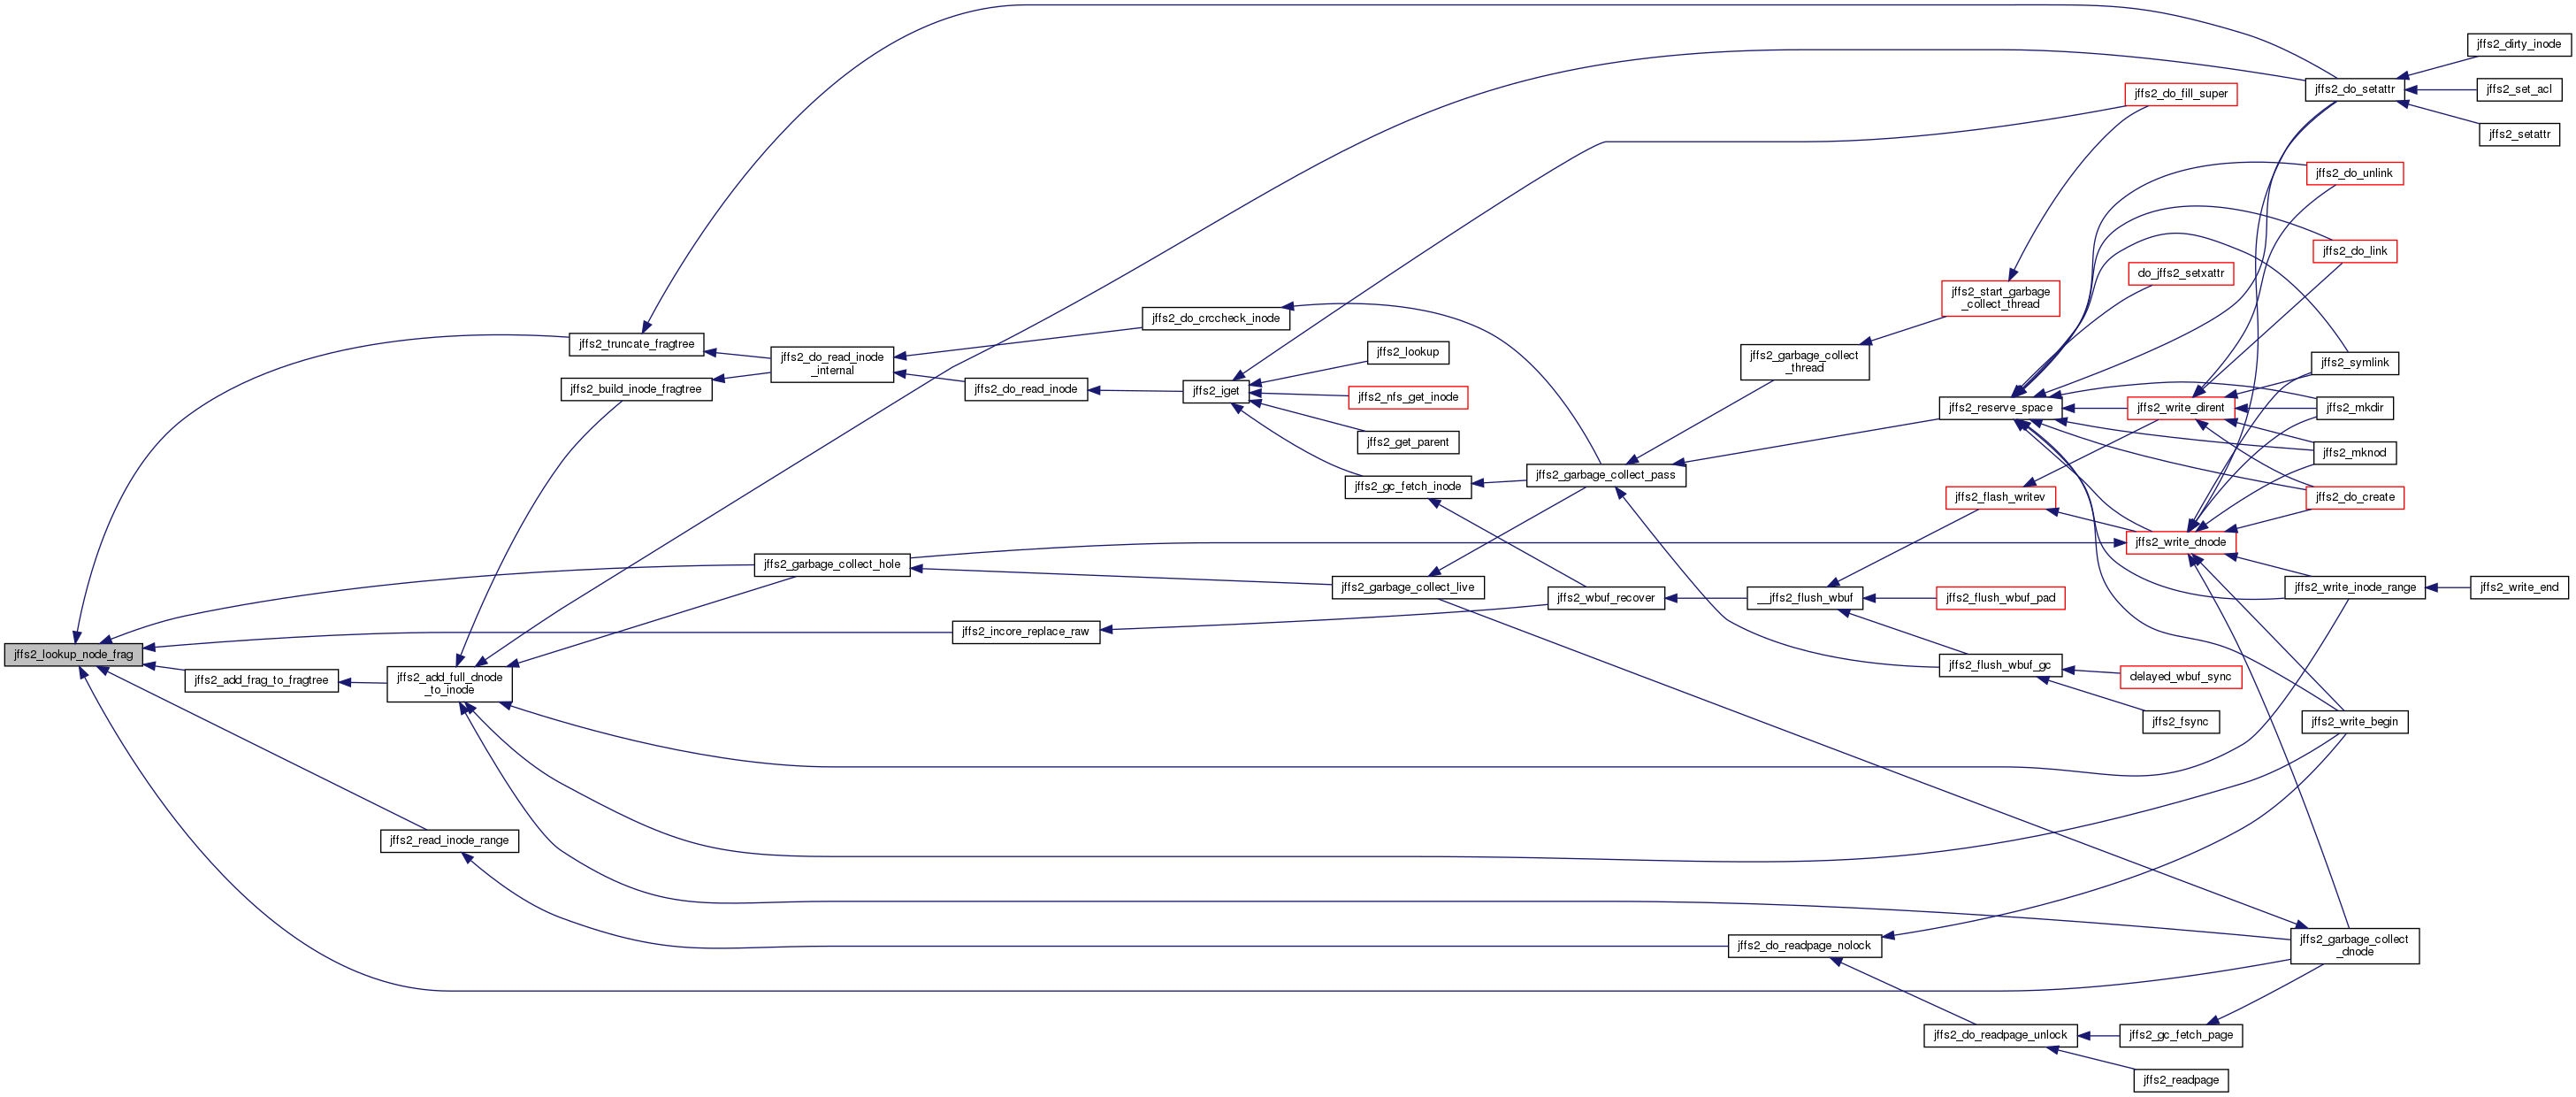 jffs2_dirty_inode
jffs2_do_setattr
jffs2_set_acl
jffs2_setattr
jffs2_do_fill_super
jffs2_do_unlink
jffs2_do_link
do_jffs2_setxattr
jffs2_start_garbage
_collect_thread
jffs2_do_crccheck_inode
jffs2_truncate_fragtree
jffs2_do_read_inode
_internal
jffs2_lookup
jffs2_garbage_collect
_thread
jffs2_symlink
jffs2_build_inode_fragtree
jffs2_do_read_inode
jffs2_iget
jffs2_nfs_get_inode
jffs2_reserve_space
jffs2_write_dirent
jffs2_mkdir
jffs2_get_parent
jffs2_mknod
jffs2_garbage_collect_pass
jffs2_gc_fetch_inode
jffs2_flash_writev
jffs2_do_create
jffs2_write_dnode
jffs2_garbage_collect_hole
jffs2_garbage_collect_live
jffs2_wbuf_recover
__jffs2_flush_wbuf
jffs2_flush_wbuf_pad
jffs2_write_inode_range
jffs2_write_end
jffs2_incore_replace_raw
jffs2_lookup_node_frag
jffs2_add_frag_to_fragtree
jffs2_add_full_dnode
_to_inode
jffs2_flush_wbuf_gc
delayed_wbuf_sync
jffs2_fsync
jffs2_write_begin
jffs2_read_inode_range
jffs2_do_readpage_nolock
jffs2_garbage_collect
_dnode
jffs2_do_readpage_unlock
jffs2_gc_fetch_page
jffs2_readpage